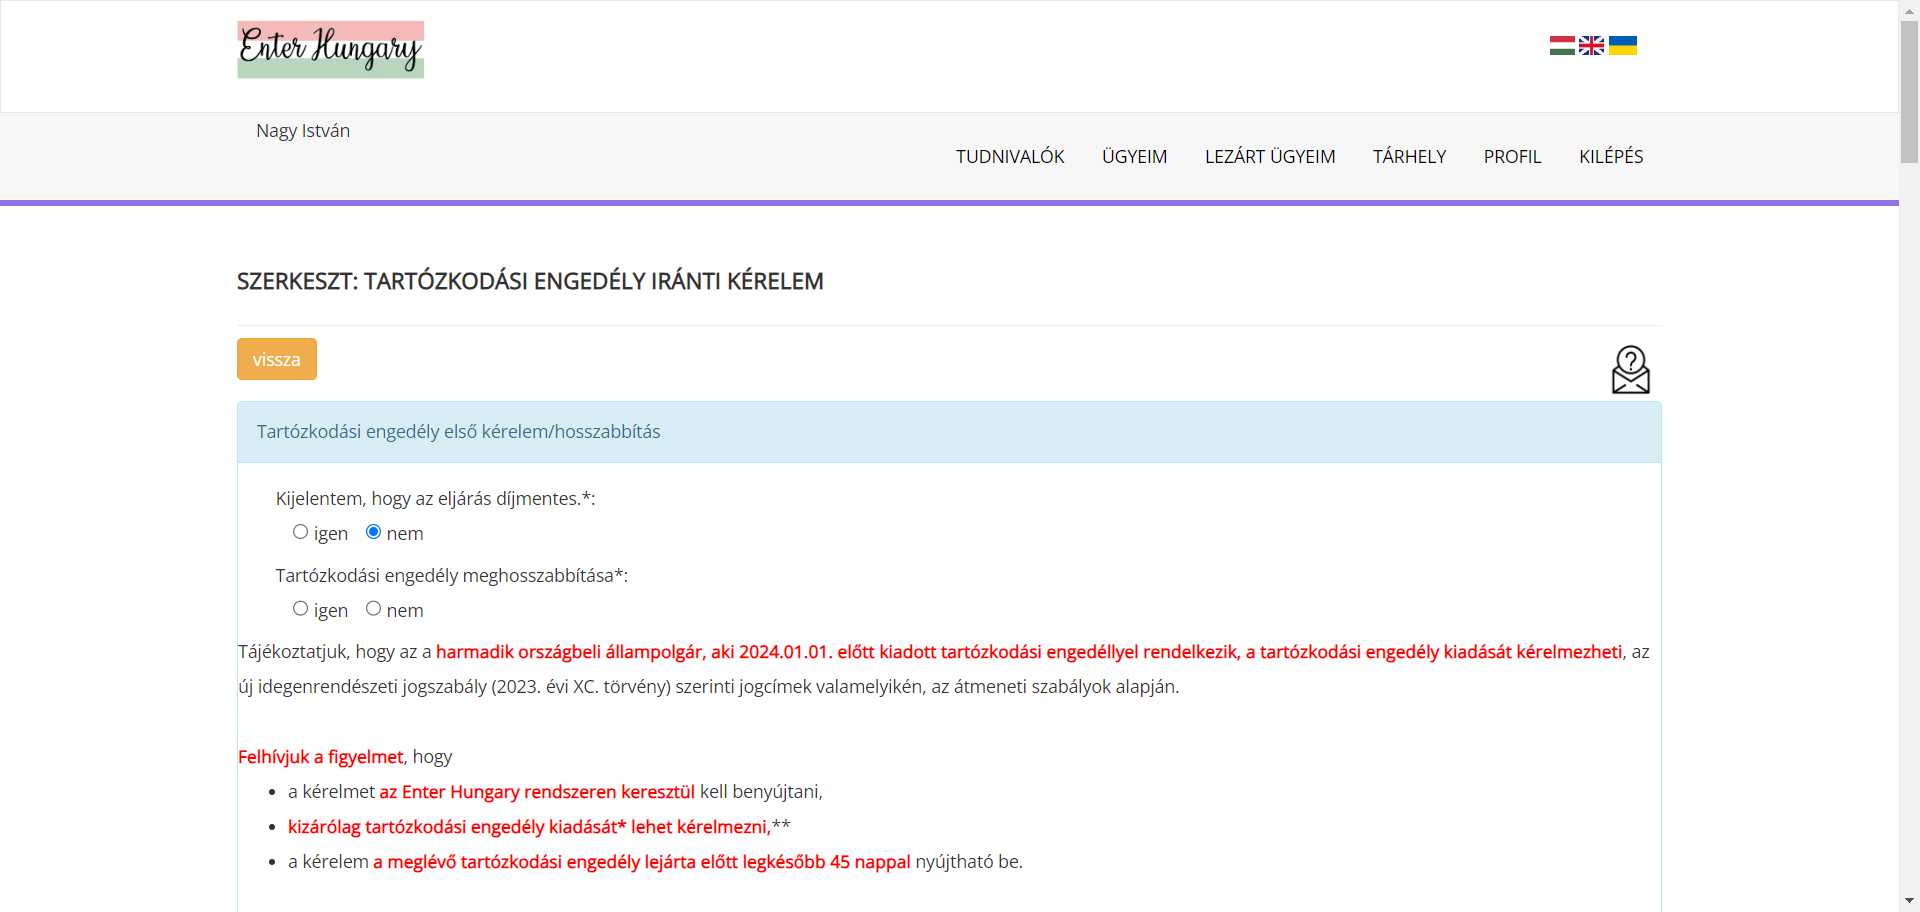 Enter Hungary
Nagy István
TUDNIVALÓK ÜGYEIM LEZÁRT ÜGYEIM TÁRHELY PROFIL KILÉPÉS
SZERKESZT: TARTÓZKODÁSI ENGEDÉLY IRÁNTI KÉRELEM
vissza
?
Tartózkodási engedély első kérelem/hosszabbítás
Kijelentem, hogy az eljárás díjmentes.*:
igen nem
Tartózkodási engedély meghosszabbítása*:
igen nem
Tájékoztatjuk, hogy az a harmadik országbeli állampolgár, aki 2024.01.01. előtt kiadott tartózkodási engedéllyel rendelkezik, a tartózkodási engedély kiadását kérelmezheti, az
új idegenrendészeti jogszabály (2023. évi XC. törvény) szerinti jogcímek valamelyikén, az átmeneti szabályok alapján.
Felhívjuk a figyelmet, hogy
• a kérelmet az Enter Hungary rendszeren keresztül kell benyújtani,
• kizárólag tartózkodási engedély kiadását* lehet kérelmezni,**
• a kérelem a meglévő tartózkodási engedély lejárta előtt legkésőbb 45 nappal nyújtható be.